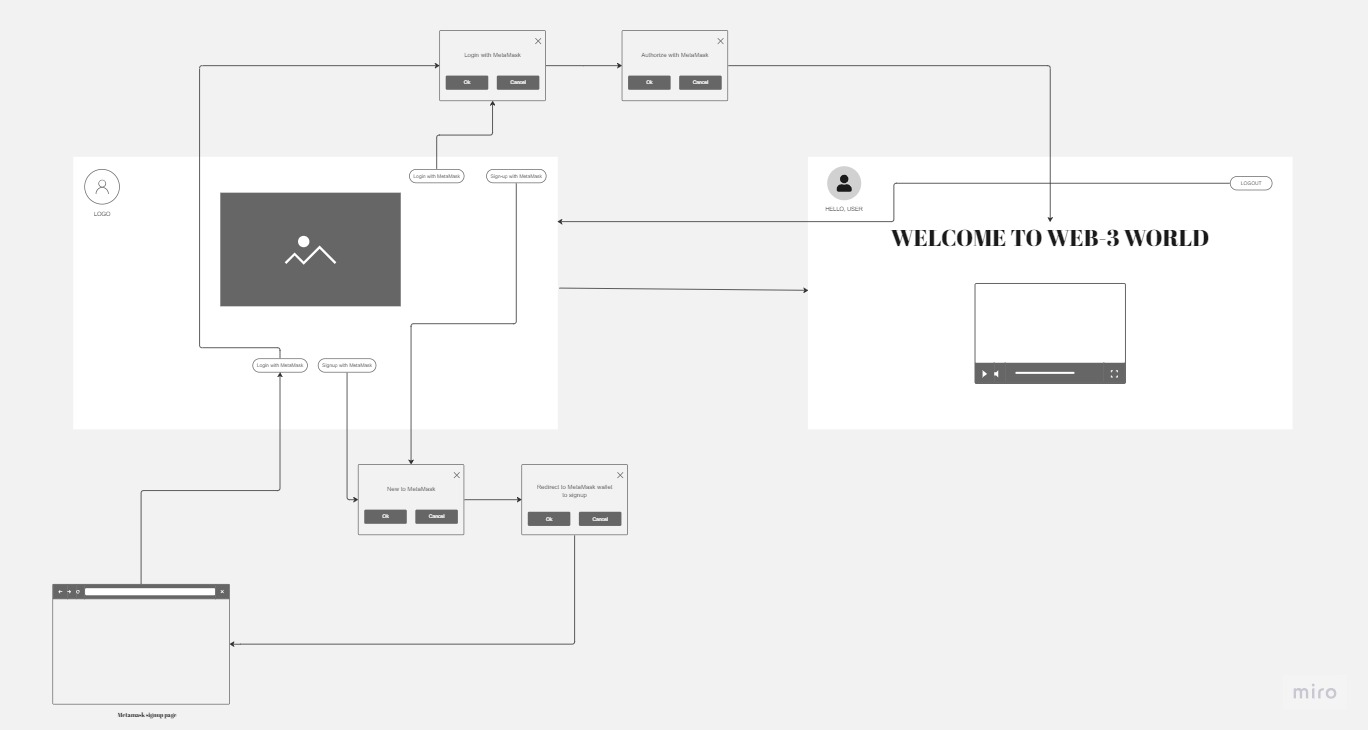 Login with MetaMask
Ok
Cancel
Authorize with MetaMask
Ok
Cancel
LOGO
Login with MetaMask
Sign-up with MetaMask
HELLO, USER
LOGOUT
WELCOME TO WEB-3 WORLD
Login with MetaMask
Signup with MetaMask
New to MetaMask
Ok
Cancel
Redirect to MetaMask wallet
to signup
Ok
Cancel
Metamask signup page
miro